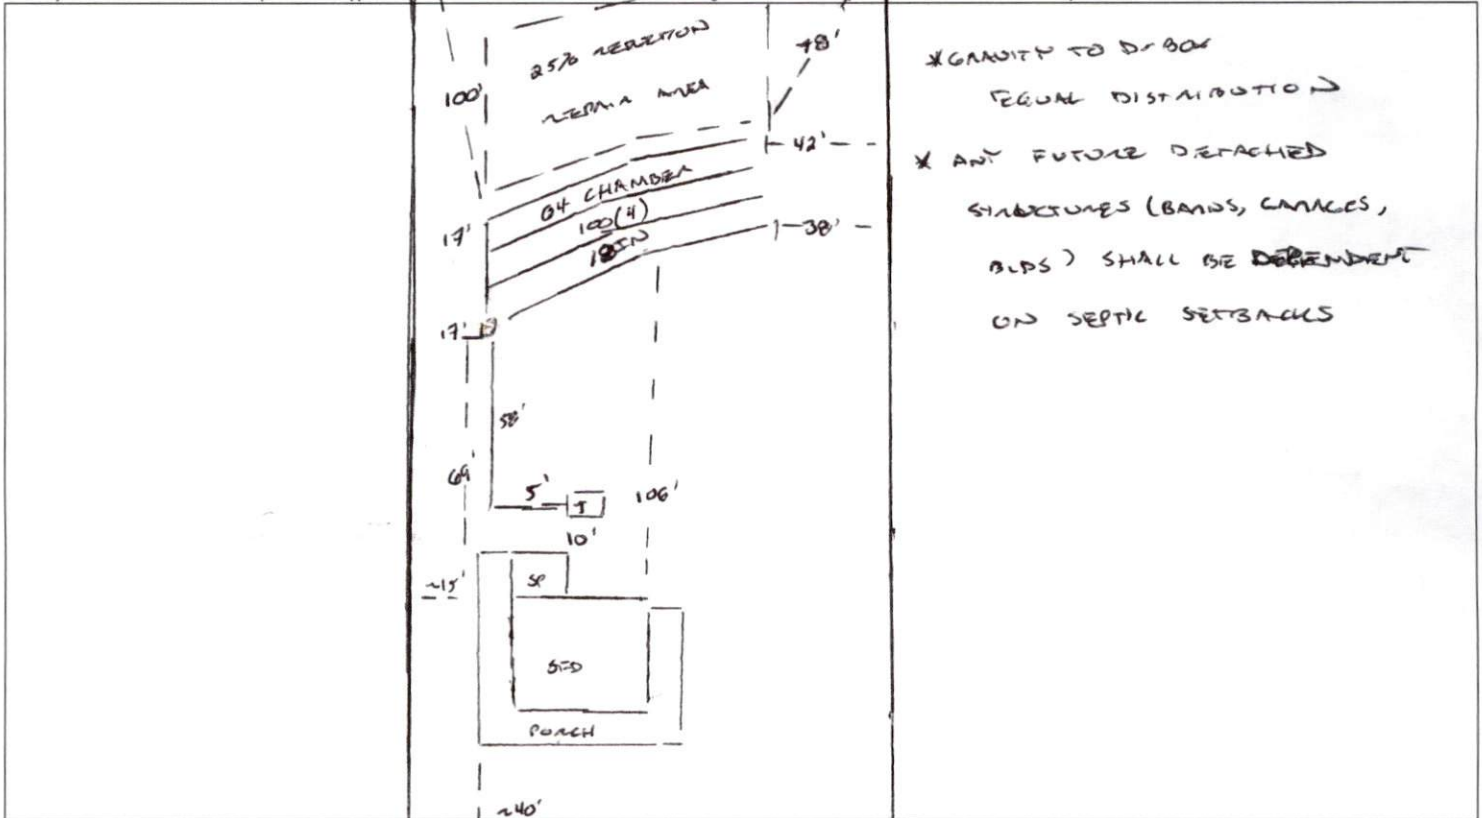 25% REDUCTION
REPAIR AREA
100'
48'
42'
Q4 CHAMBER
100(4)
18IN
17'
38'
17'
58'
69'
5'
T
106'
10'
~15'
SP
SFD
PORCH
~40'
* GRAVITY TO D-BOX
EQUAL DISTRIBUTION
* ANY FUTURE DETACHED
STRUCTURES (BARNS, GARAGES,
BLDS) SHALL BE DEPENDENT
ON SEPTIC SETBACKS